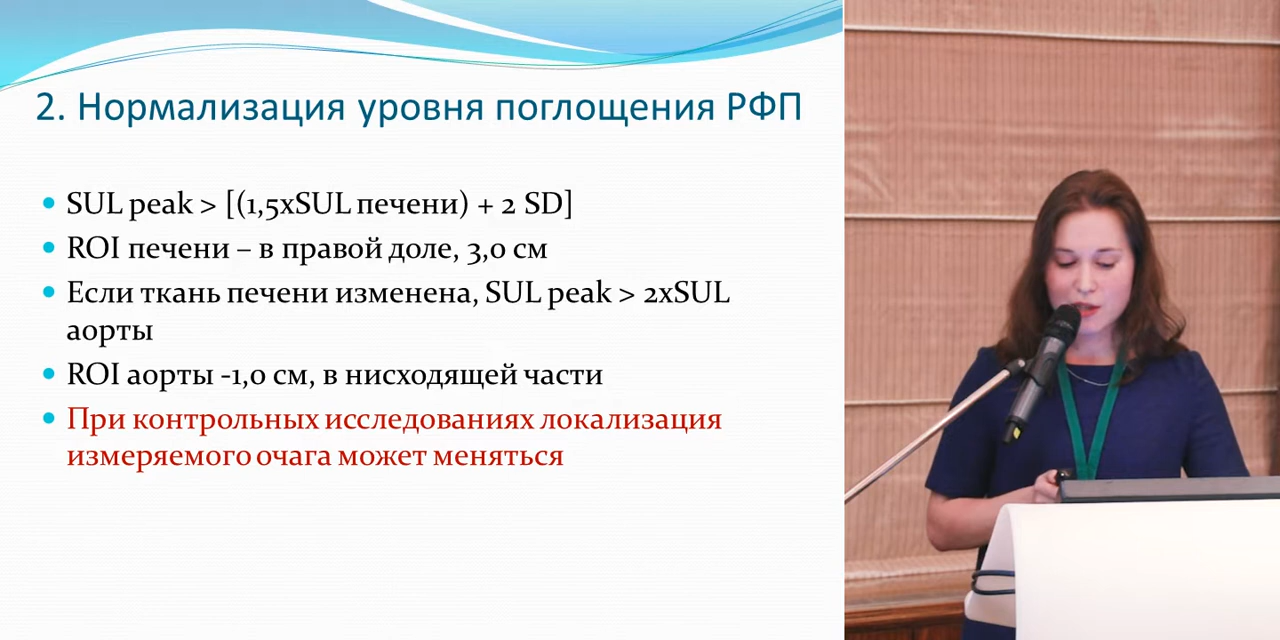 2. Нормализация уровня поглощения РФП
SUL peak > [(1,5xSUL печени) + 2 SD]
ROI печени – в правой доле, 3,0 см
Если ткань печени изменена, SUL peak > 2xSUL
аорты
ROI аорты -1,0 см, в нисходящей части
При контрольных исследованиях локализация
измеряемого очага может меняться